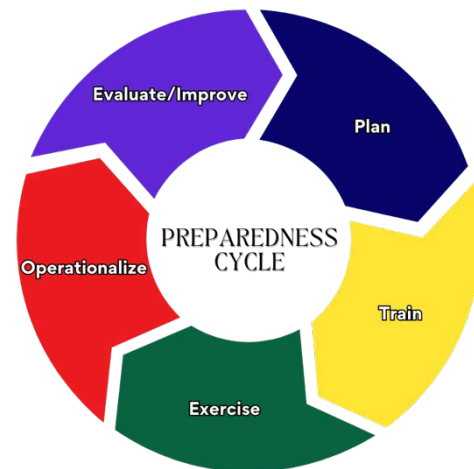 Evaluate/Improve
Plan
PREPAREDNESS
CYCLE
Operationalize
Train
Exercise